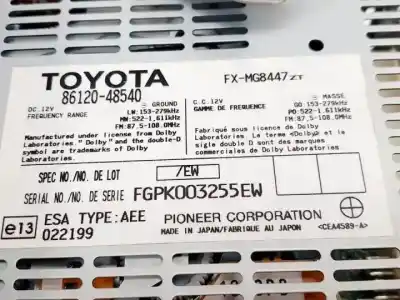 TOYOTA
FX-MG8447ZT
86120-48540
DC.12V
GROUND
FREQUENCY RANGE
LW:153-279kHz
MW:522-1,611kHz
FM:87.5-108.0MHz
C.C.12V
MASSE
GAMME DE FREQUENCE
GO:153-279kHz
PO:522-1,611kHz
FM:87,5-108,0MHz
Manufactured under license from Dolby
Laboratories." Dolby" and the double-D
symbol are trademarks of Dolby
Laboratories.
Fabriqué sous licence de Dolby
Laboratories."Dolby"et le
sigle double D sont des marques
commerciales de Dolby Laboratories.
SPEC NO./NO. DE LOT
/EW
SERIAL NO./NO. DE SERIE
FGPK003255EW
e13
ESA TYPE:AEE
022199
PIONEER CORPORATION
MADE IN JAPAN/FABRIQUE AU JAPON
<CEA4589-A>